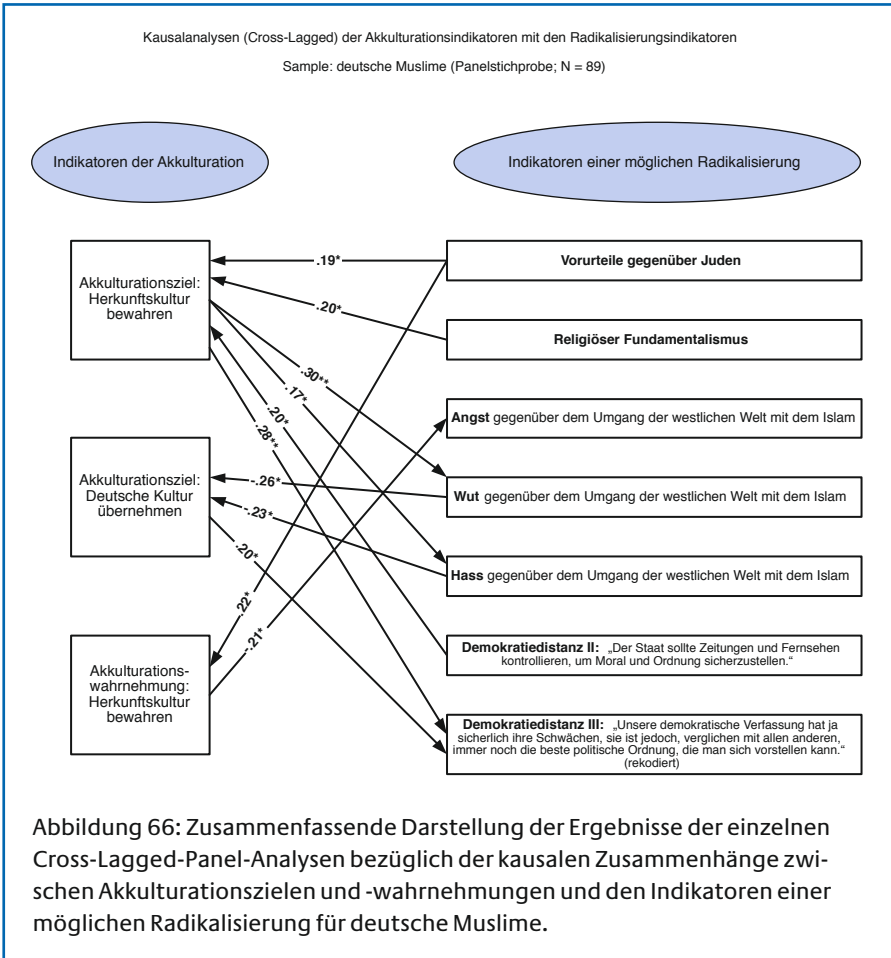 Kausalanalysen (Cross-Lagged) der Akkulturationsindikatoren mit den Radikalisierungsindikatoren
Sample: deutsche Muslime (Panelstichprobe; N = 89)
Indikatoren der Akkulturation
Indikatoren einer möglichen Radikalisierung
Akkulturationsziel:
Herkunftskultur
bewahren
Akkulturationsziel:
Deutsche Kultur
übernehmen
Akkulturations-
wahrnehmung:
Herkunftskultur
bewahren
.19*
.20*
.30**
.17*
.20*
.28**
-.26*
-.23*
.20*
.22*
-.21*
Vorurteile gegenüber Juden
Religiöser Fundamentalismus
Angst gegenüber dem Umgang der westlichen Welt mit dem Islam
Wut gegenüber dem Umgang der westlichen Welt mit dem Islam
Hass gegenüber dem Umgang der westlichen Welt mit dem Islam
Demokratiedistanz II: „Der Staat sollte Zeitungen und Fernsehen
kontrollieren, um Moral und Ordnung sicherzustellen.“
Demokratiedistanz III: „Unsere demokratische Verfassung hat ja
sicherlich ihre Schwächen, sie ist jedoch, verglichen mit allen anderen,
immer noch die beste politische Ordnung, die man sich vorstellen kann.“
(rekodiert)
Abbildung 66: Zusammenfassende Darstellung der Ergebnisse der einzelnen
Cross-Lagged-Panel-Analysen bezüglich der kausalen Zusammenhänge zwi-
schen Akkulturationszielen und -wahrnehmungen und den Indikatoren einer
möglichen Radikalisierung für deutsche Muslime.